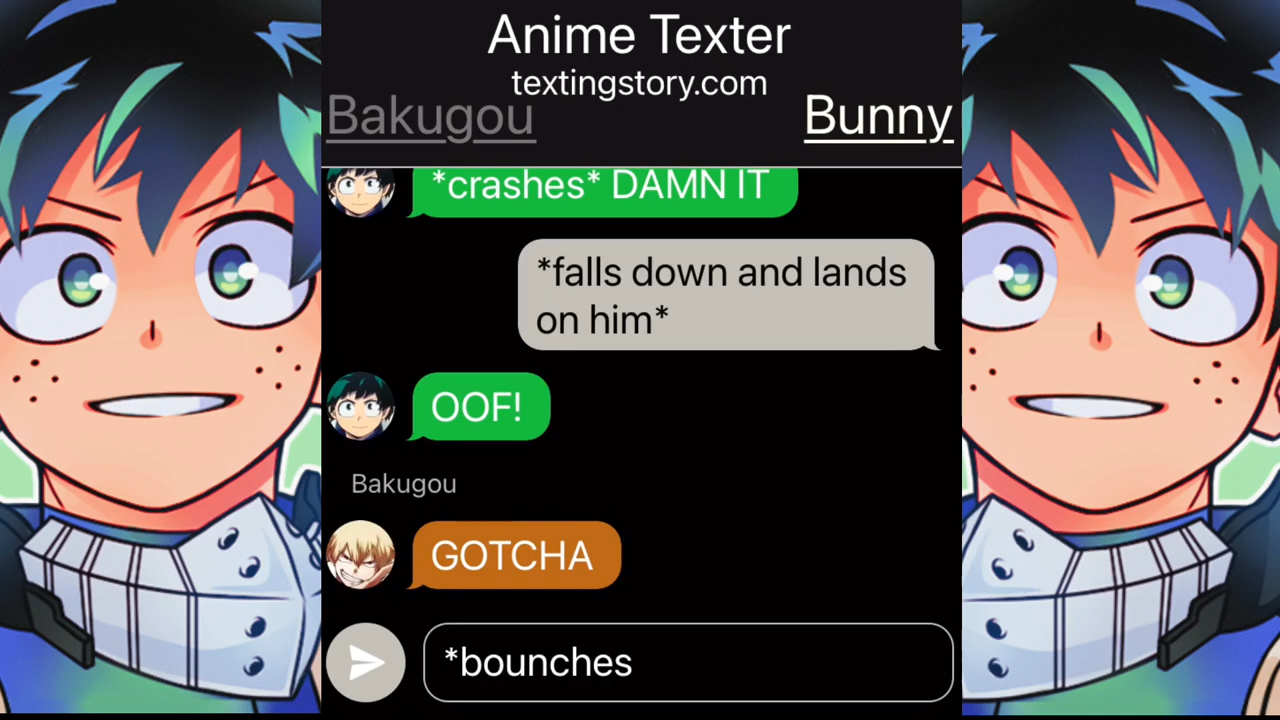 Anime Texter
textingstory.com
Bakugou
Bunny
*crashes* DAMN IT
*falls down and lands
on him*
OOF!
Bakugou
GOTCHA
*bounches